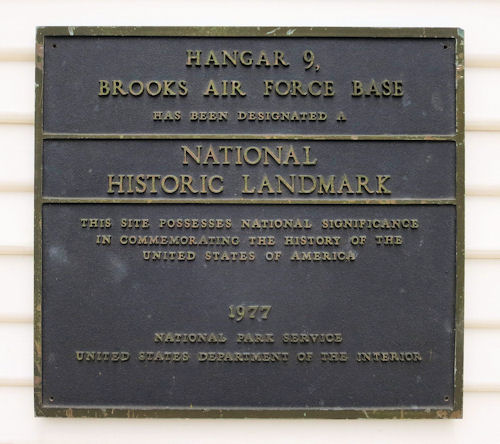 HANGAR 9,
BROOKS AIR FORCE BASE
HAS BEEN DESIGNATED A
NATIONAL
HISTORIC LANDMARK
THIS SITE POSSESSES NATIONAL SIGNIFICANCE
IN COMMEMORATING THE HISTORY OF THE
UNITED STATES OF AMERICA
1977
NATIONAL PARK SERVICE
UNITED STATES DEPARTMENT OF THE INTERIOR